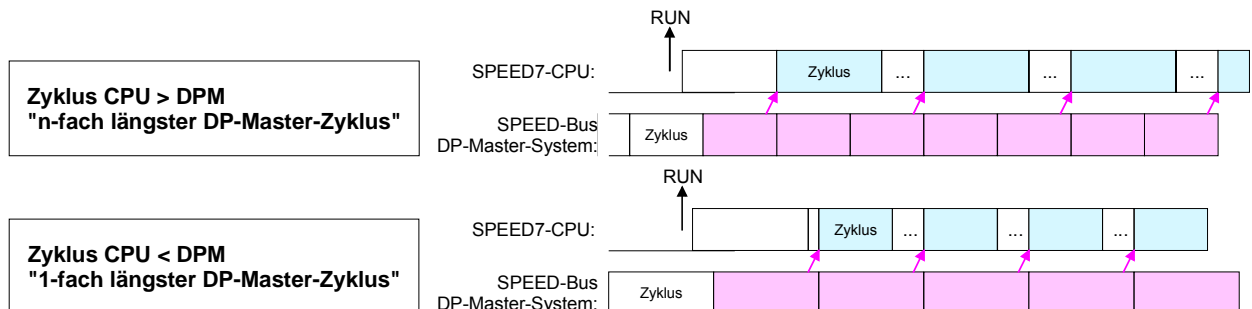 RUN
SPEED7-CPU:
Zyklus ... ... ...
Zyklus CPU > DPM
"n-fach längster DP-Master-Zyklus"
SPEED-Bus
DP-Master-System:
Zyklus
RUN
SPEED7-CPU:
Zyklus ... ... ...
Zyklus CPU < DPM
"1-fach längster DP-Master-Zyklus"
SPEED-Bus
DP-Master-System:
Zyklus